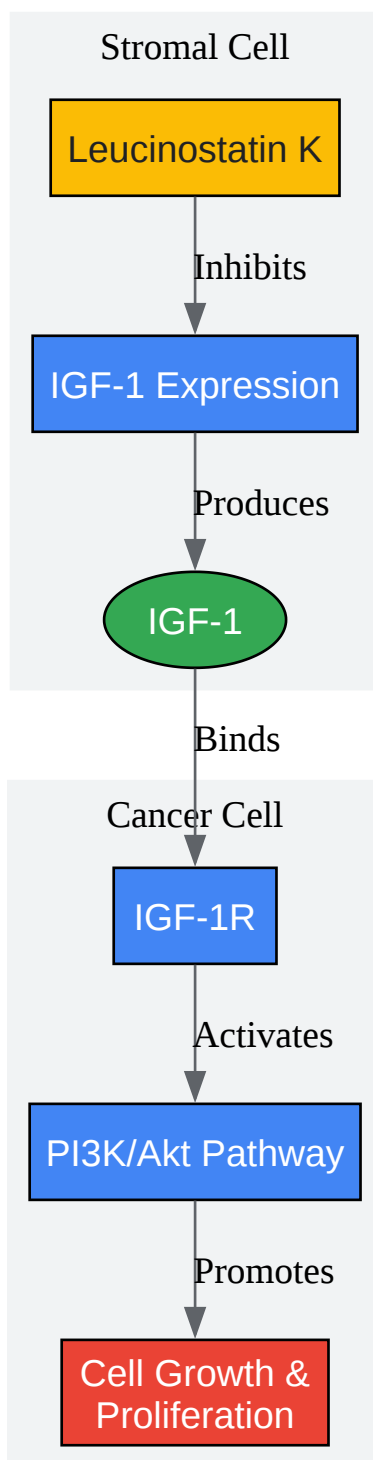 Stromal Cell
Leucinostatin K
Inhibits
IGF-1 Expression
Produces
IGF-1
Binds
Cancer Cell
IGF-1R
Activates
PI3K/Akt Pathway
Promotes
Cell Growth &
Proliferation